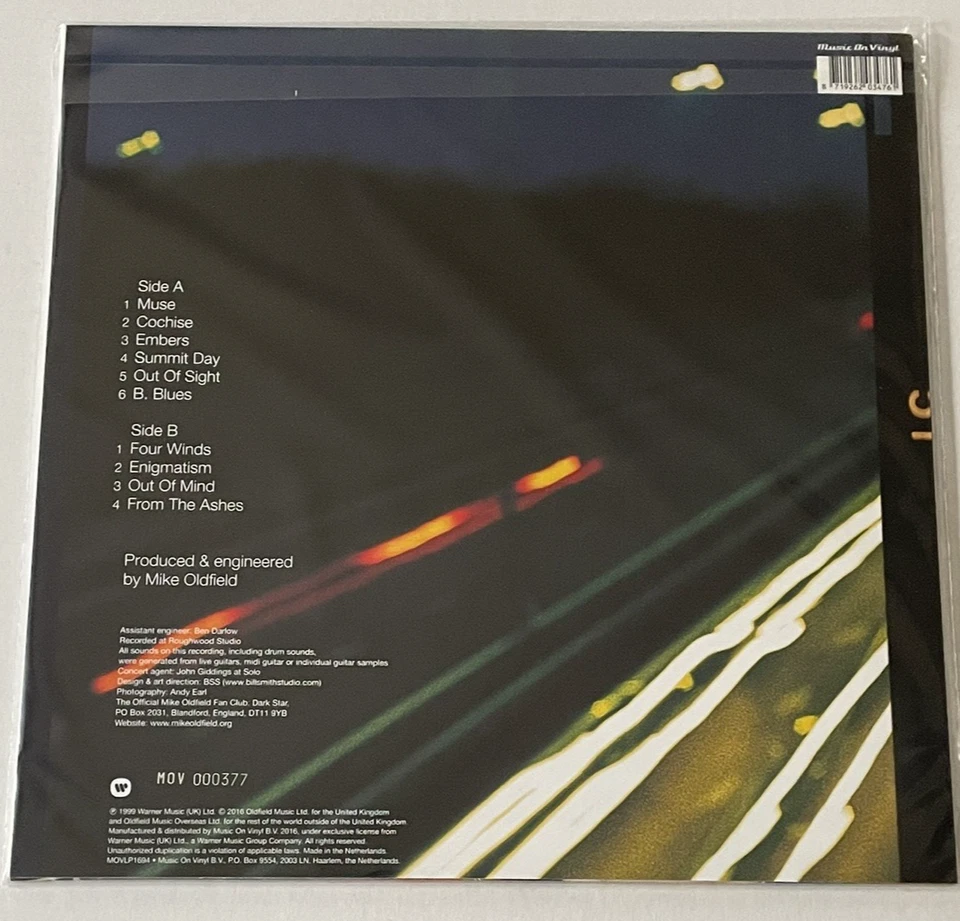 Music On Vinyl
8 719262 003476
Side A
1 Muse
2 Cochise
3 Embers
4 Summit Day
5 Out Of Sight
6 B. Blues
Side B
1 Four Winds
2 Enigmatism
3 Out Of Mind
4 From The Ashes
Produced & engineered
by Mike Oldfield
Assistant engineer: Ben Darlow
Recorded at Roughwood Studio
All sounds on this recording, including drum sounds,
were generated from live guitars, midi guitar or individual guitar samples
Concert agent: John Giddings at Solo
Design & art direction: BSS (www.billsmithstudio.com)
Photography: Andy Earl
The Official Mike Oldfield Fan Club. Dark Star,
PO Box 2031, Blandford, England, DT11 9YB
Website: www.mikeoldfield.org
MOV 000377
℗ 1999 Warner Music (UK) Ltd. © 2016 Oldfield Music Ltd. for the United Kingdom
and Oldfield Music Overseas Ltd. for the rest of the world outside of the United Kingdom
Manufactured & distributed by Music On Vinyl B.V. 2016, under exclusive license from
Warner Music (UK) Ltd., a Warner Music Group Company. All rights reserved.
Unauthorized duplication is a violation of applicable laws. Made in the Netherlands.
MOVLP1694 • Music On Vinyl B.V., P.O. Box 9554, 2003 LN, Haarlem, the Netherlands.